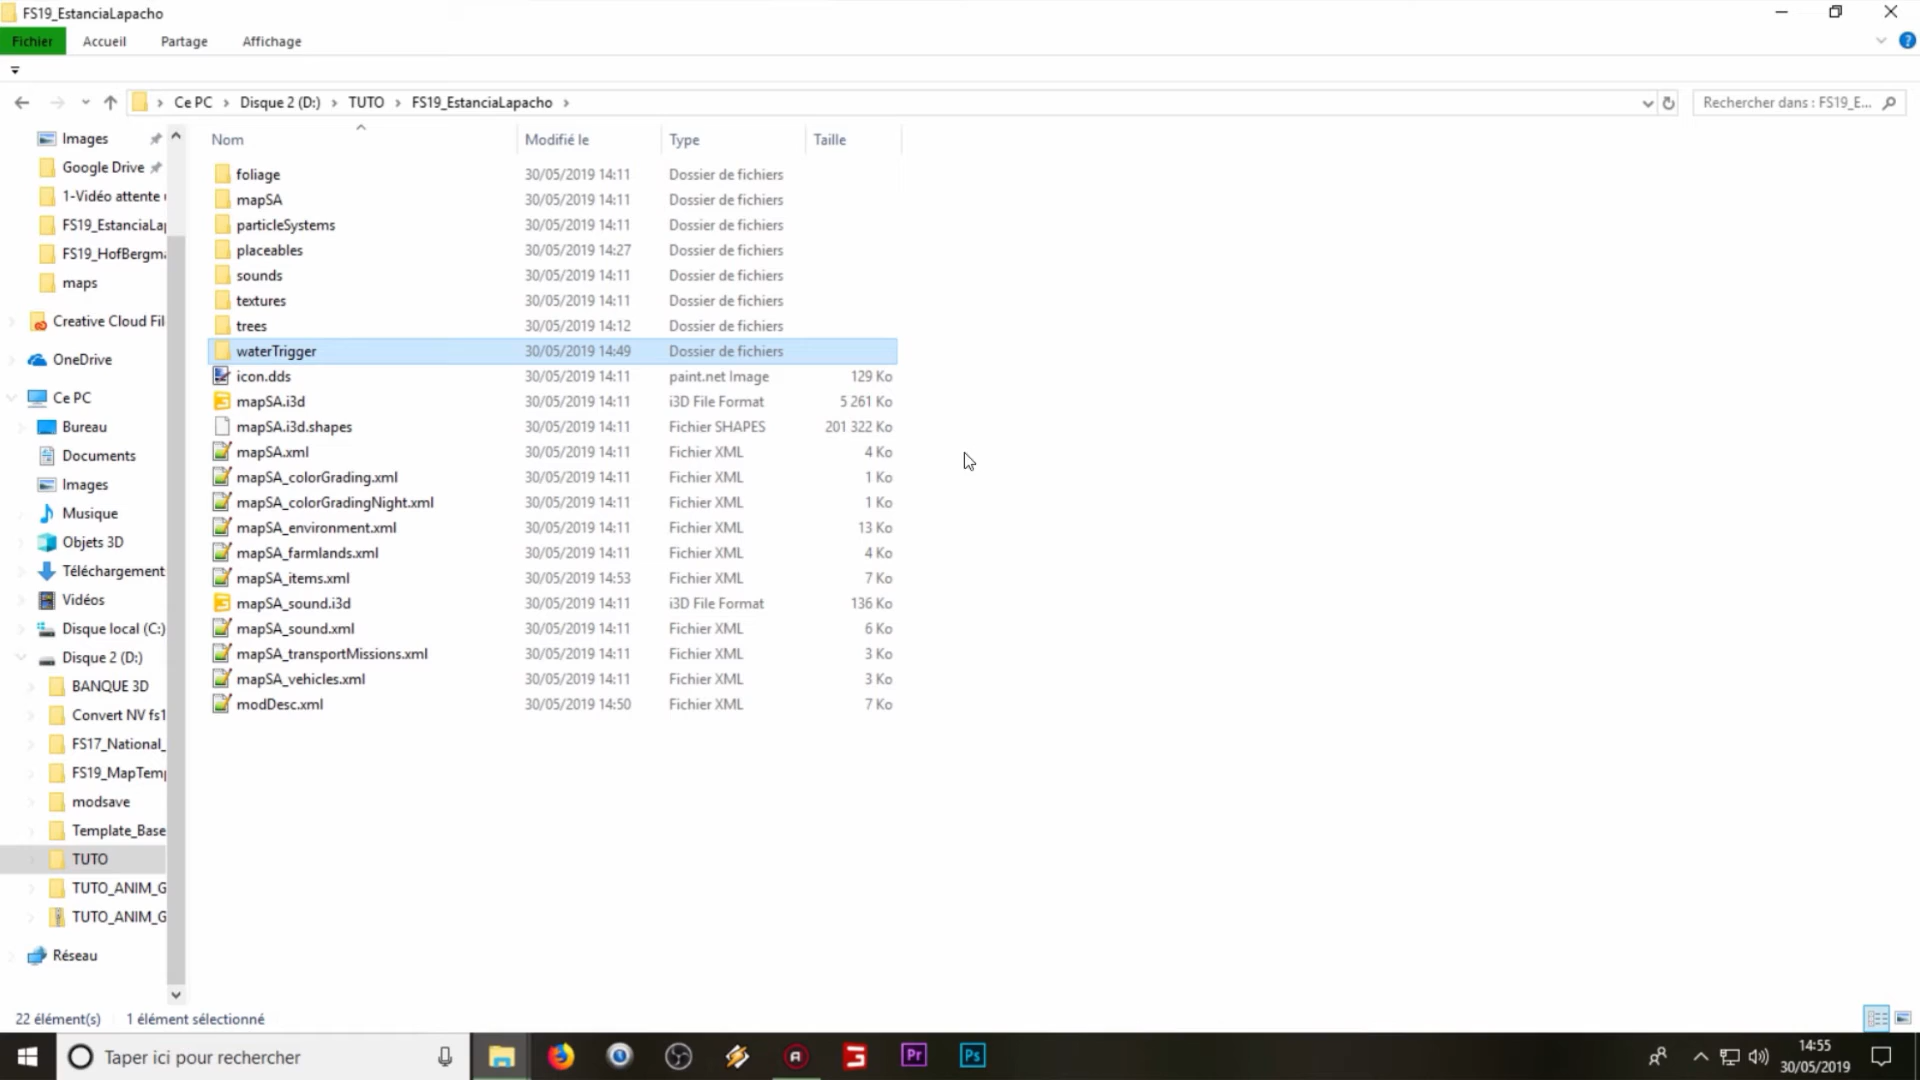 FS19_EstanciaLapacho
Fichier Accueil Partage Affichage
Ce PC > Disque 2 (D:) > TUTO > FS19_EstanciaLapacho >
Rechercher dans : FS19_E...
Images
Google Drive
1-Vidéo attente
FS19_EstanciaLa
FS19_HofBergm
maps
Creative Cloud Fil
OneDrive
Ce PC
Bureau
Documents
Images
Musique
Objets 3D
Téléchargement
Vidéos
Disque local (C:)
Disque 2 (D:)
BANQUE 3D
Convert NV fs1
FS17_National_
FS19_MapTem
modsave
Template_Base
TUTO
TUTO_ANIM_G
TUTO_ANIM_G
Réseau
Nom Modifié le Type Taille
foliage 30/05/2019 14:11 Dossier de fichiers
mapSA 30/05/2019 14:11 Dossier de fichiers
particleSystems 30/05/2019 14:11 Dossier de fichiers
placeables 30/05/2019 14:27 Dossier de fichiers
sounds 30/05/2019 14:11 Dossier de fichiers
textures 30/05/2019 14:11 Dossier de fichiers
trees 30/05/2019 14:12 Dossier de fichiers
waterTrigger 30/05/2019 14:49 Dossier de fichiers
icon.dds 30/05/2019 14:11 paint.net Image 129 Ko
mapSA.i3d 30/05/2019 14:11 i3D File Format 5 261 Ko
mapSA.i3d.shapes 30/05/2019 14:11 Fichier SHAPES 201 322 Ko
mapSA.xml 30/05/2019 14:11 Fichier XML 4 Ko
mapSA_colorGrading.xml 30/05/2019 14:11 Fichier XML 1 Ko
mapSA_colorGradingNight.xml 30/05/2019 14:11 Fichier XML 1 Ko
mapSA_environment.xml 30/05/2019 14:11 Fichier XML 13 Ko
mapSA_farmlands.xml 30/05/2019 14:11 Fichier XML 4 Ko
mapSA_items.xml 30/05/2019 14:53 Fichier XML 7 Ko
mapSA_sound.i3d 30/05/2019 14:11 i3D File Format 136 Ko
mapSA_sound.xml 30/05/2019 14:11 Fichier XML 6 Ko
mapSA_transportMissions.xml 30/05/2019 14:11 Fichier XML 3 Ko
mapSA_vehicles.xml 30/05/2019 14:11 Fichier XML 3 Ko
modDesc.xml 30/05/2019 14:50 Fichier XML 7 Ko
22 élément(s) 1 élément sélectionné
Taper ici pour rechercher
Pr
Ps
14:55
30/05/2019